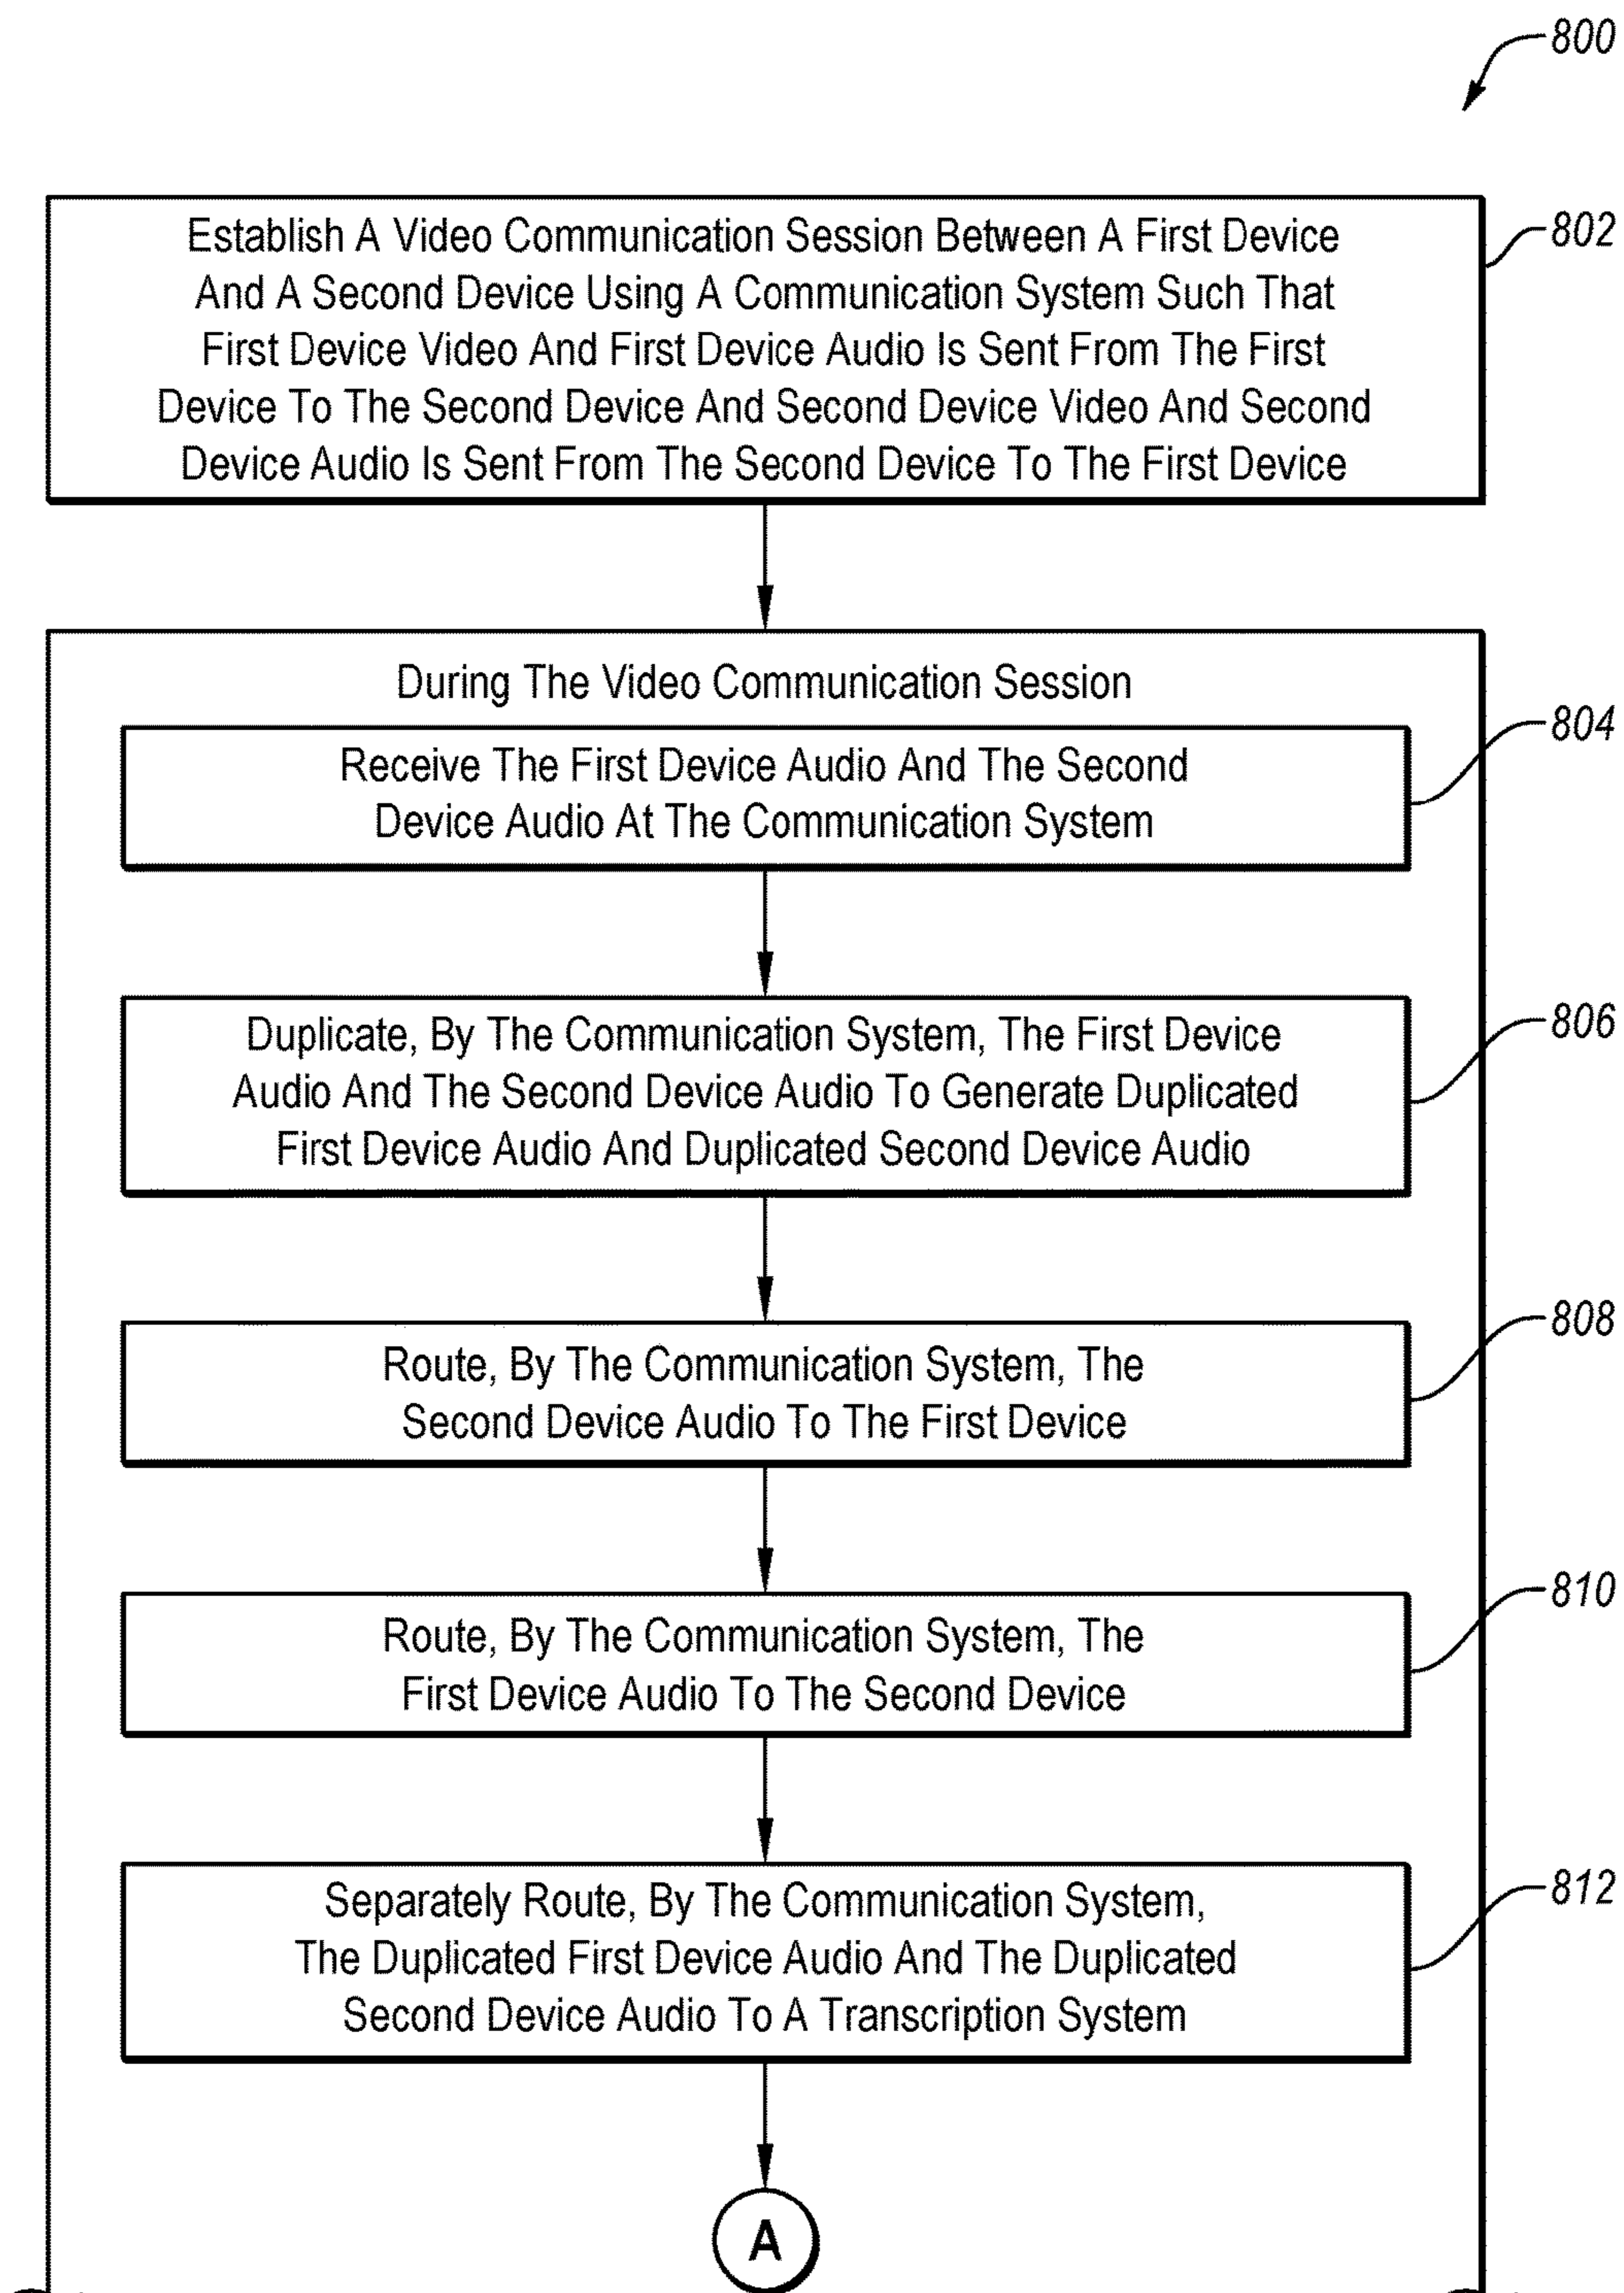 800
Establish A Video Communication Session Between A First Device
And A Second Device Using A Communication System Such That
First Device Video And First Device Audio Is Sent From The First
Device To The Second Device And Second Device Video And Second
Device Audio Is Sent From The Second Device To The First Device
802
During The Video Communication Session
Receive The First Device Audio And The Second
Device Audio At The Communication System
804
Duplicate, By The Communication System, The First Device
Audio And The Second Device Audio To Generate Duplicated
First Device Audio And Duplicated Second Device Audio
806
Route, By The Communication System, The
Second Device Audio To The First Device
808
Route, By The Communication System, The
First Device Audio To The Second Device
810
Separately Route, By The Communication System,
The Duplicated First Device Audio And The Duplicated
Second Device Audio To A Transcription System
812
A